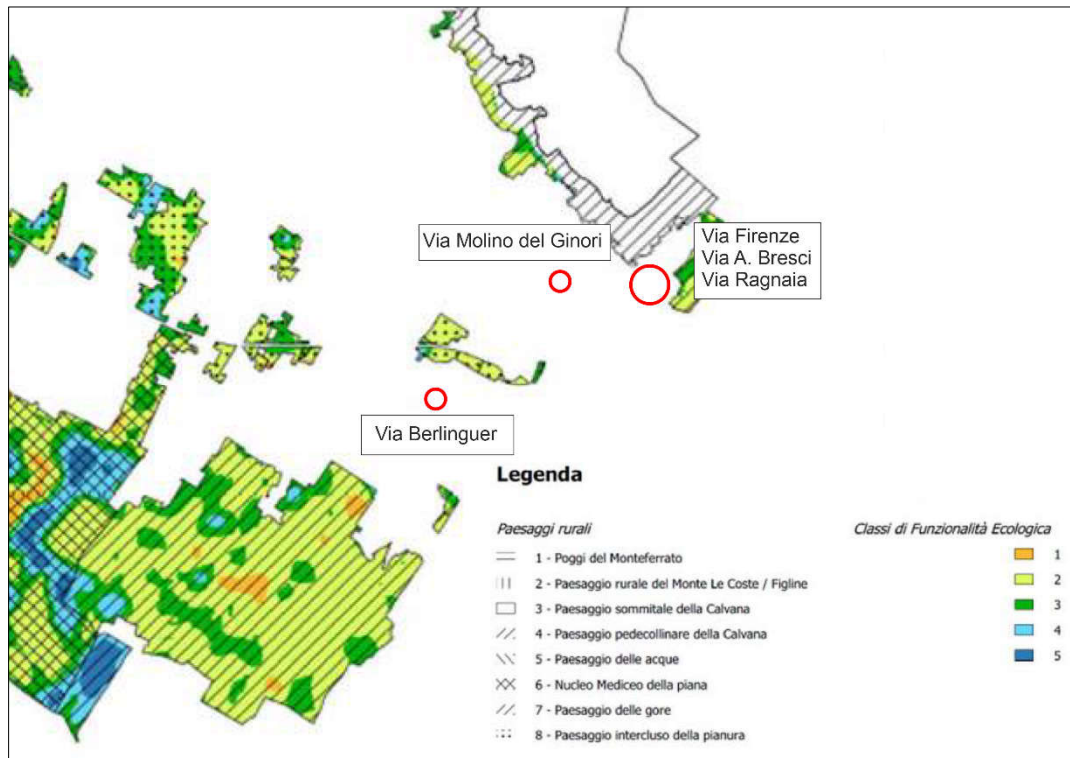 Via Molino del Ginori
Via Firenze
Via A. Bresci
Via Ragnaia
Via Berlinguer
Legenda
Paesaggi rurali
1 - Poggi del Monteferrato
2 - Paesaggio rurale del Monte Le Coste / Figline
3 - Paesaggio sommitale della Calvana
4 - Paesaggio pedecollinare della Calvana
5 - Paesaggio delle acque
6 - Nucleo Mediceo della piana
7 - Paesaggio delle gore
8 - Paesaggio intercluso della pianura
Classi di Funzionalità Ecologica
1
2
3
4
5